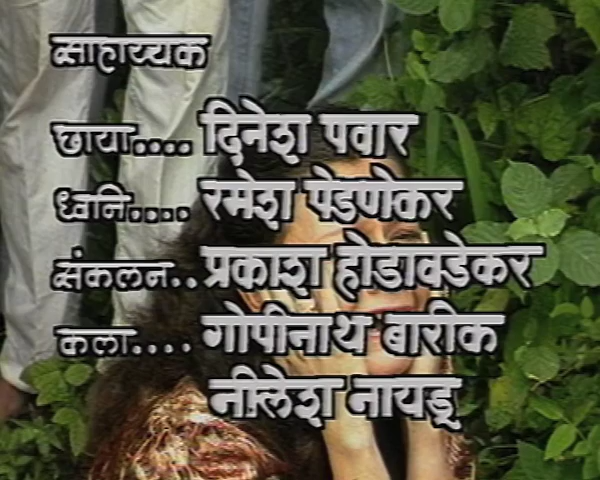 साहाय्यक
छाया.... दिनेश पवार
ध्वनि.... रमेश पेडणेकर
संकलन.. प्रकाश होडावडेकर
कला.... गोपीनाथ बारीक
नीलेश नायडू